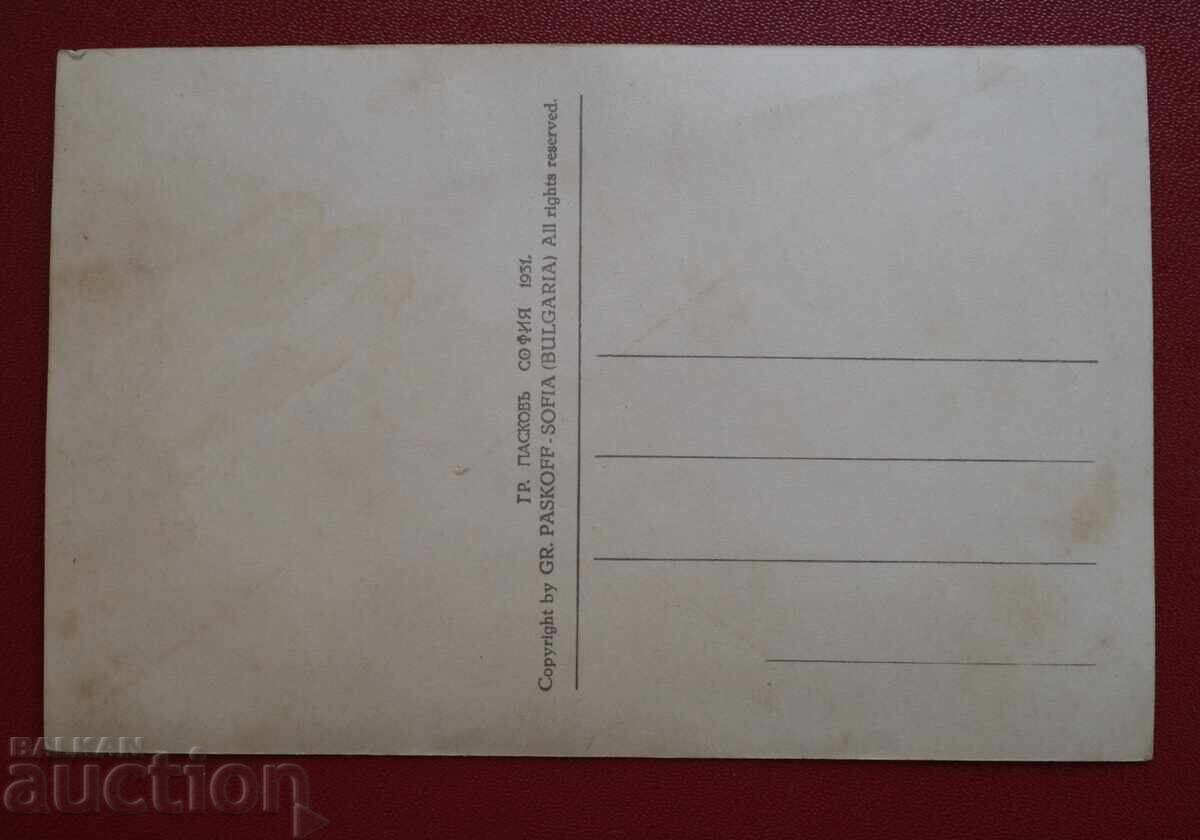 ГР. ПАСКОВЪ СОФИЯ 1931.
Copyright by GR. PASKOFF - SOFIA (BULGARIA) All rights reserved.
BALKAN
auction